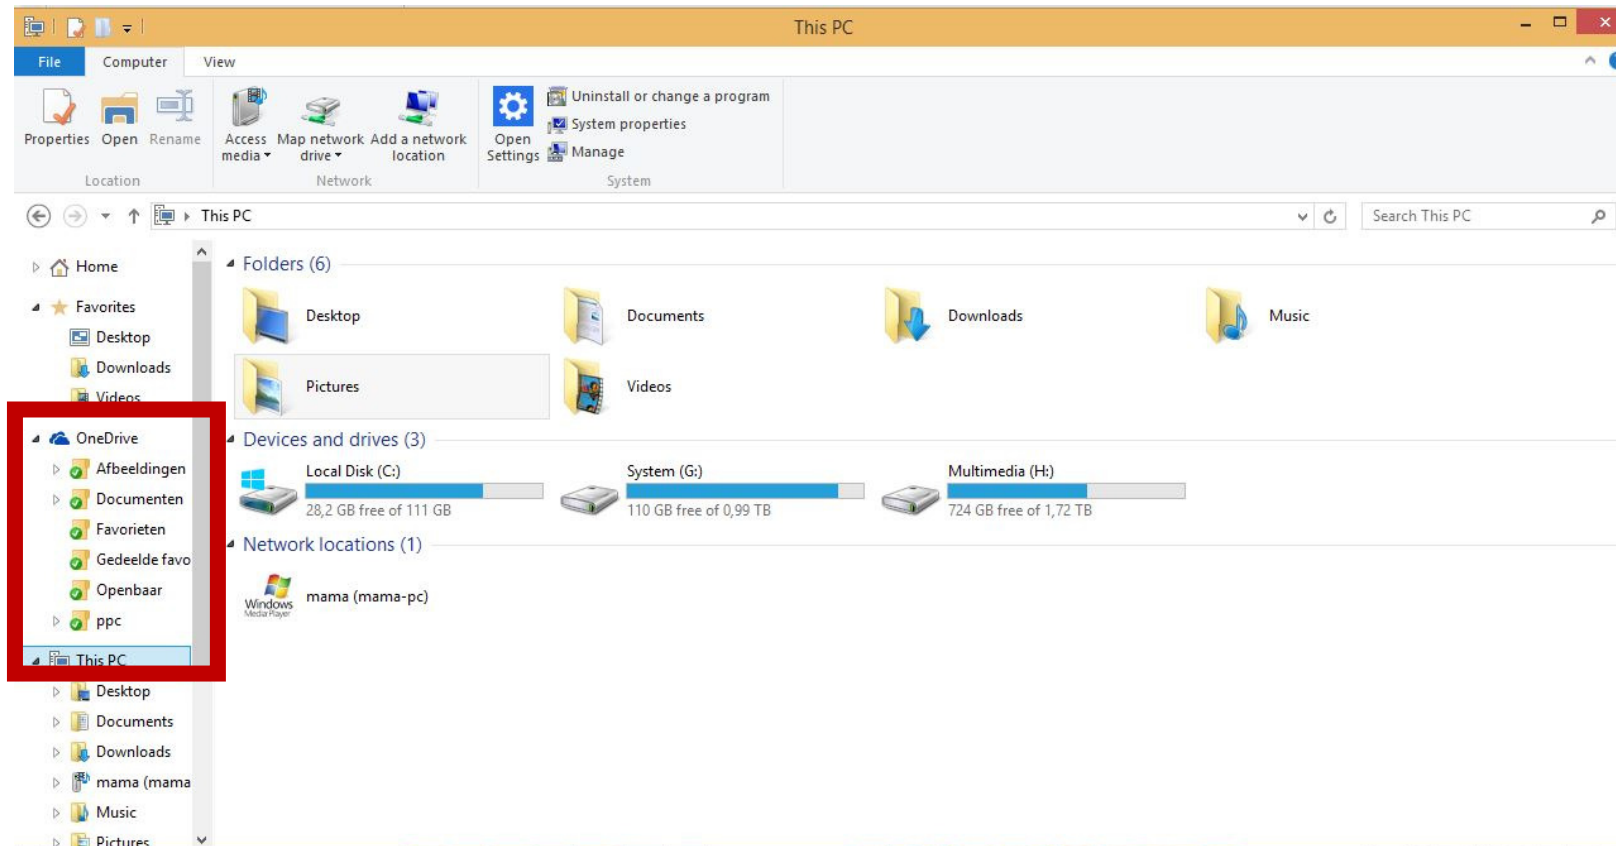 This PC
File Computer View
Properties Open Rename
Access media
Map network drive
Add a network location
Open Settings
Uninstall or change a program
System properties
Manage
Location Network System
This PC
Search This PC
Home
Favorites
Desktop
Downloads
Videos
OneDrive
Afbeeldingen
Documenten
Favorieten
Gedeelde favo
Openbaar
ppc
This PC
Desktop
Documents
Downloads
mama (mama
Music
Pictures
Folders (6)
Desktop Documents Downloads Music
Pictures Videos
Devices and drives (3)
Local Disk (C:)
28,2 GB free of 111 GB
System (G:)
110 GB free of 0,99 TB
Multimedia (H:)
724 GB free of 1,72 TB
Network locations (1)
Windows
Media Player
mama (mama-pc)